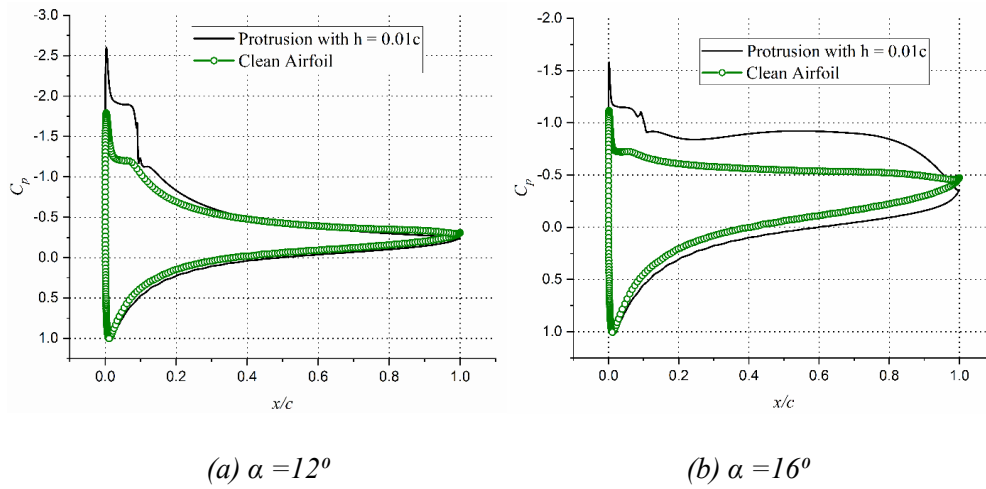 -3.0
-2.5
-2.0
-1.5
-1.0
-0.5
0.0
0.5
1.0
Cp
Protrusion with h = 0.01c
Clean Airfoil
0.0 0.2 0.4 0.6 0.8 1.0
x/c
(a) α =12º
-2.0
-1.5
-1.0
-0.5
0.0
0.5
1.0
Cp
Protrusion with h = 0.01c
Clean Airfoil
0.0 0.2 0.4 0.6 0.8 1.0
x/c
(b) α =16º